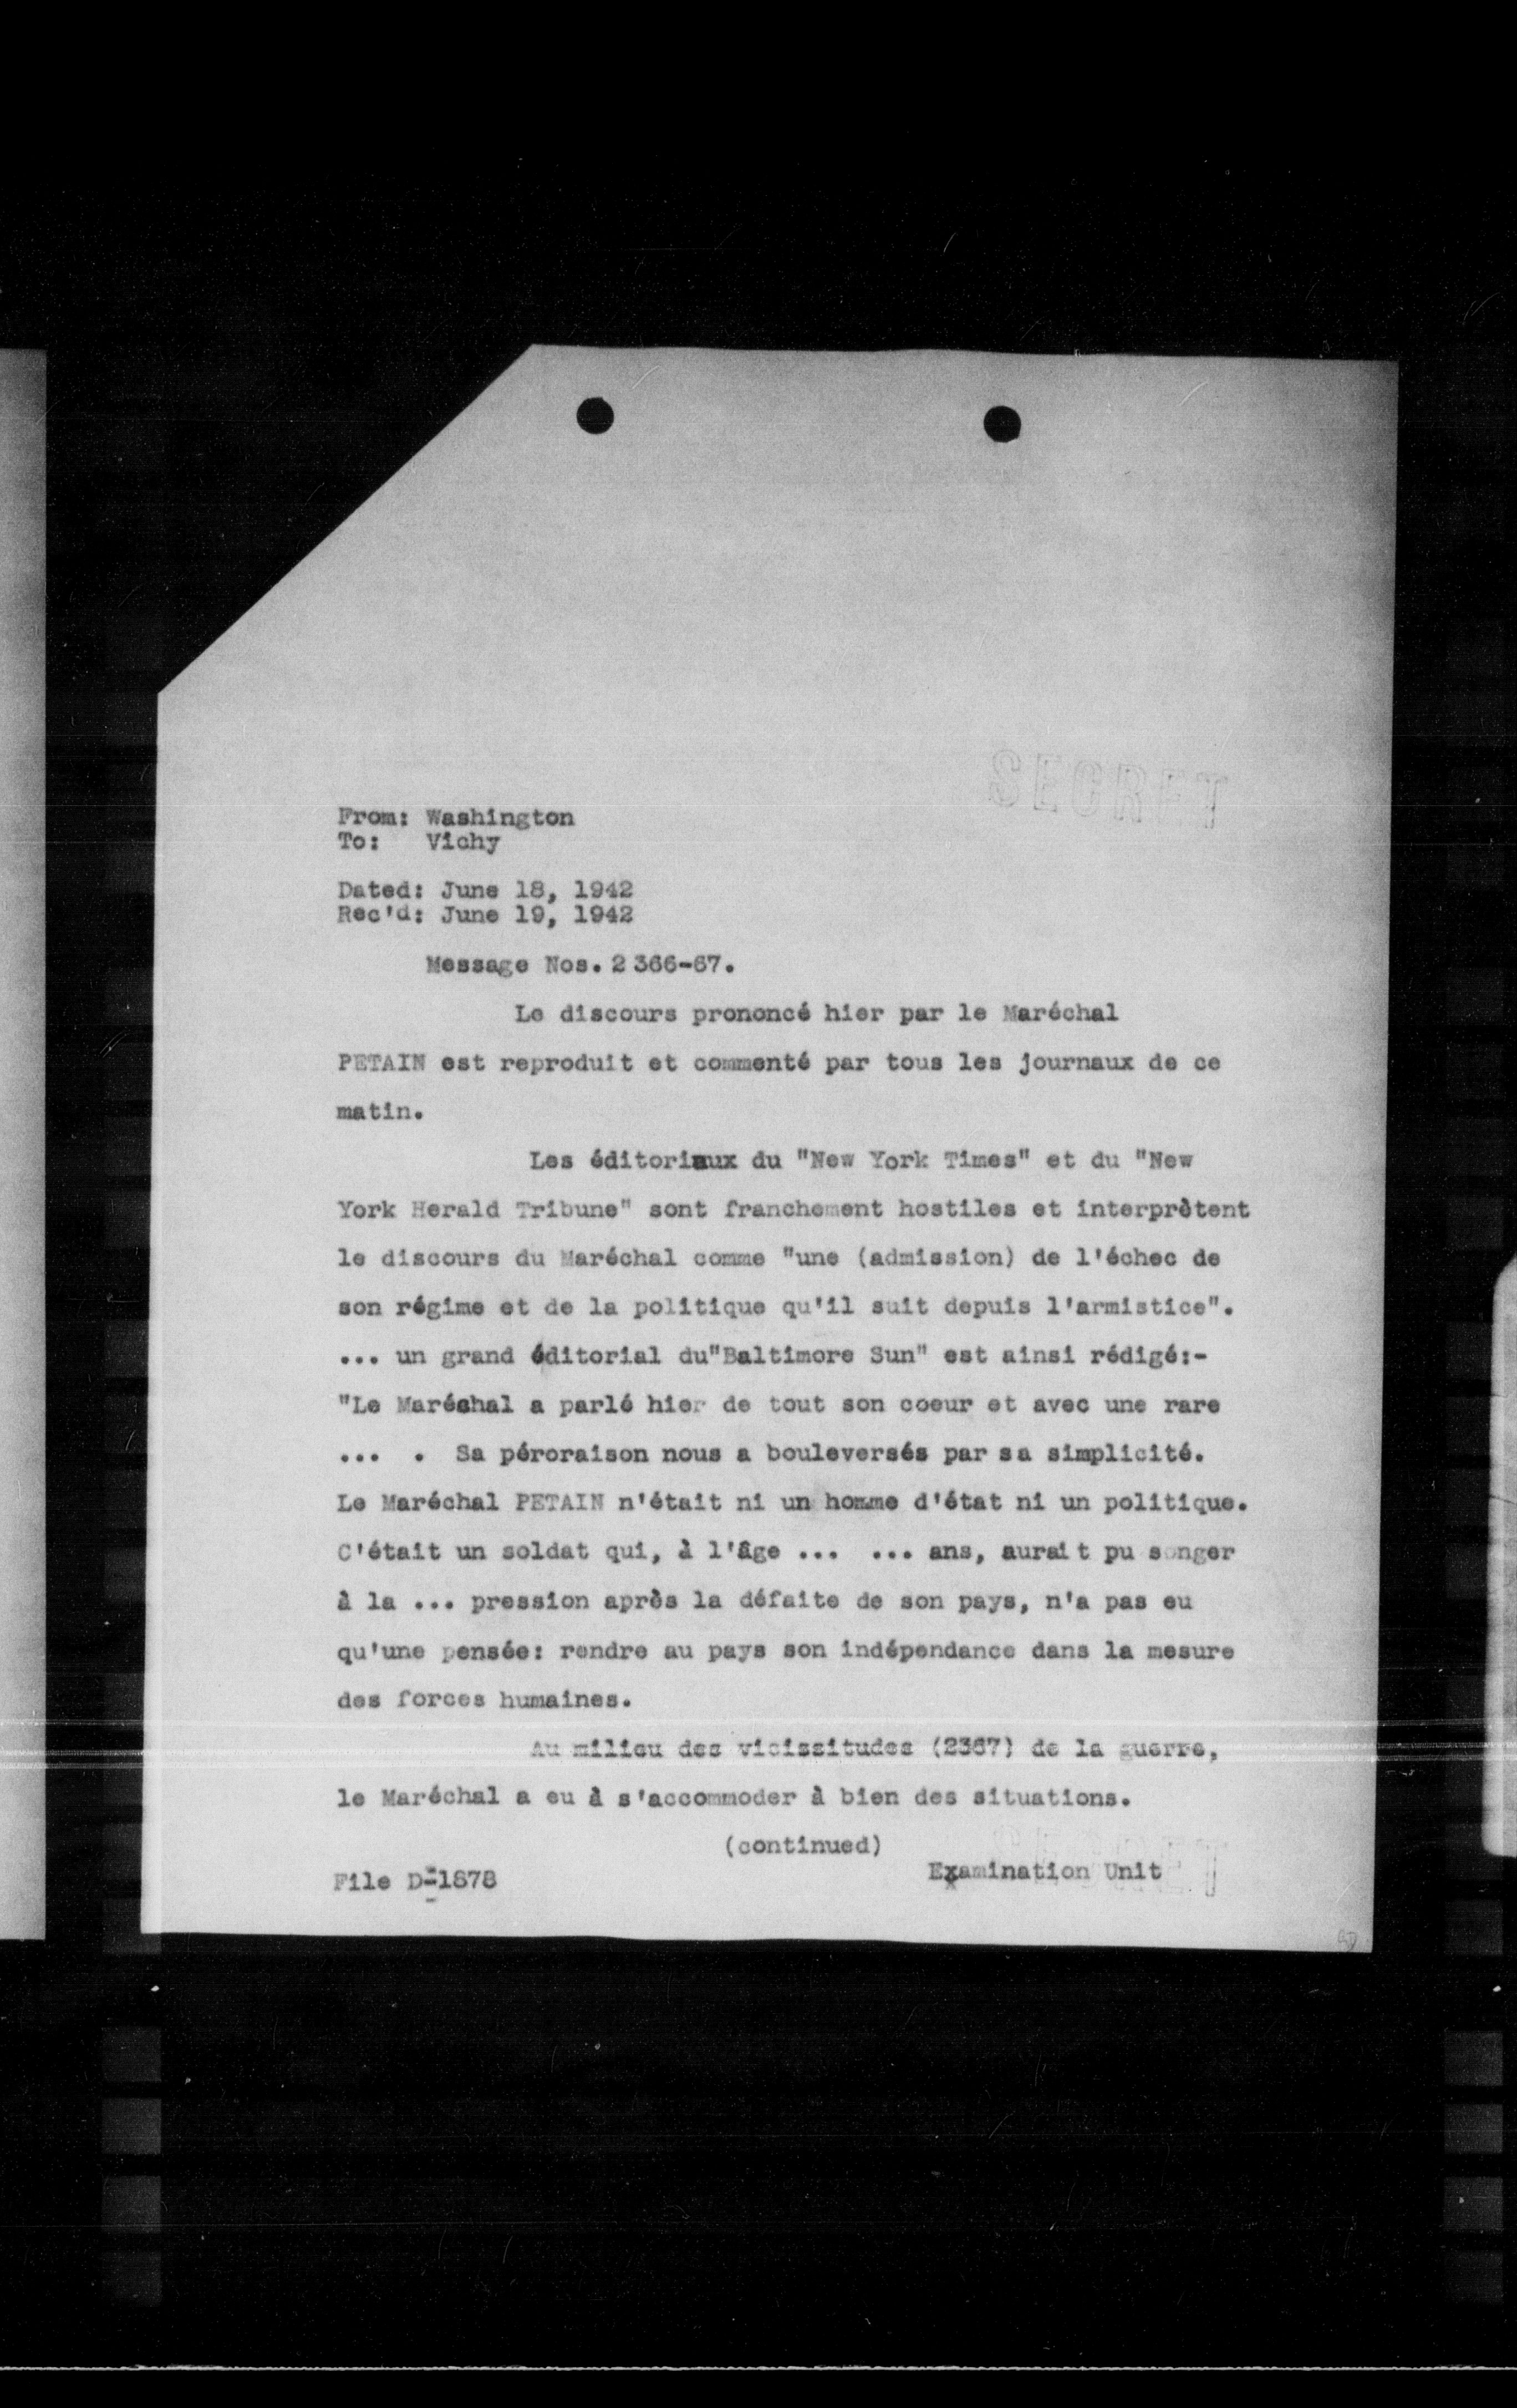 SECRET
From: Washington
To: Vichy
Dated: June 18, 1942
Rec'd: June 19, 1942
Message Nos. 2366-67.
Le discours prononcé hier par le Maréchal
PETAIN est reproduit et commenté par tous les journaux de ce
matin.
Les éditoriaux du "New York Times" et du "New
York Herald Tribune" sont franchement hostiles et interprètent
le discours du Maréchal comme "une (admission) de l'échec de
son régime et de la politique qu'il suit depuis l'armistice".
... un grand éditorial du"Baltimore Sun" est ainsi rédigé:-
"Le Maréchal a parlé hier de tout son coeur et avec une rare
... . Sa péroraison nous a bouleversés par sa simplicité.
Le Maréchal PETAIN n'était ni un homme d'état ni un politique.
C'était un soldat qui, à l'âge ... ... ans, aurait pu songer
à la ... pression après la défaite de son pays, n'a pas eu
qu'une pensée: rendre au pays son indépendance dans la mesure
des forces humaines.
Au milieu des vicissitudes (2367) de la guerre,
le Maréchal a eu à s'accommoder à bien des situations.
(continued)
File D-1878
Examination Unit
SECRET